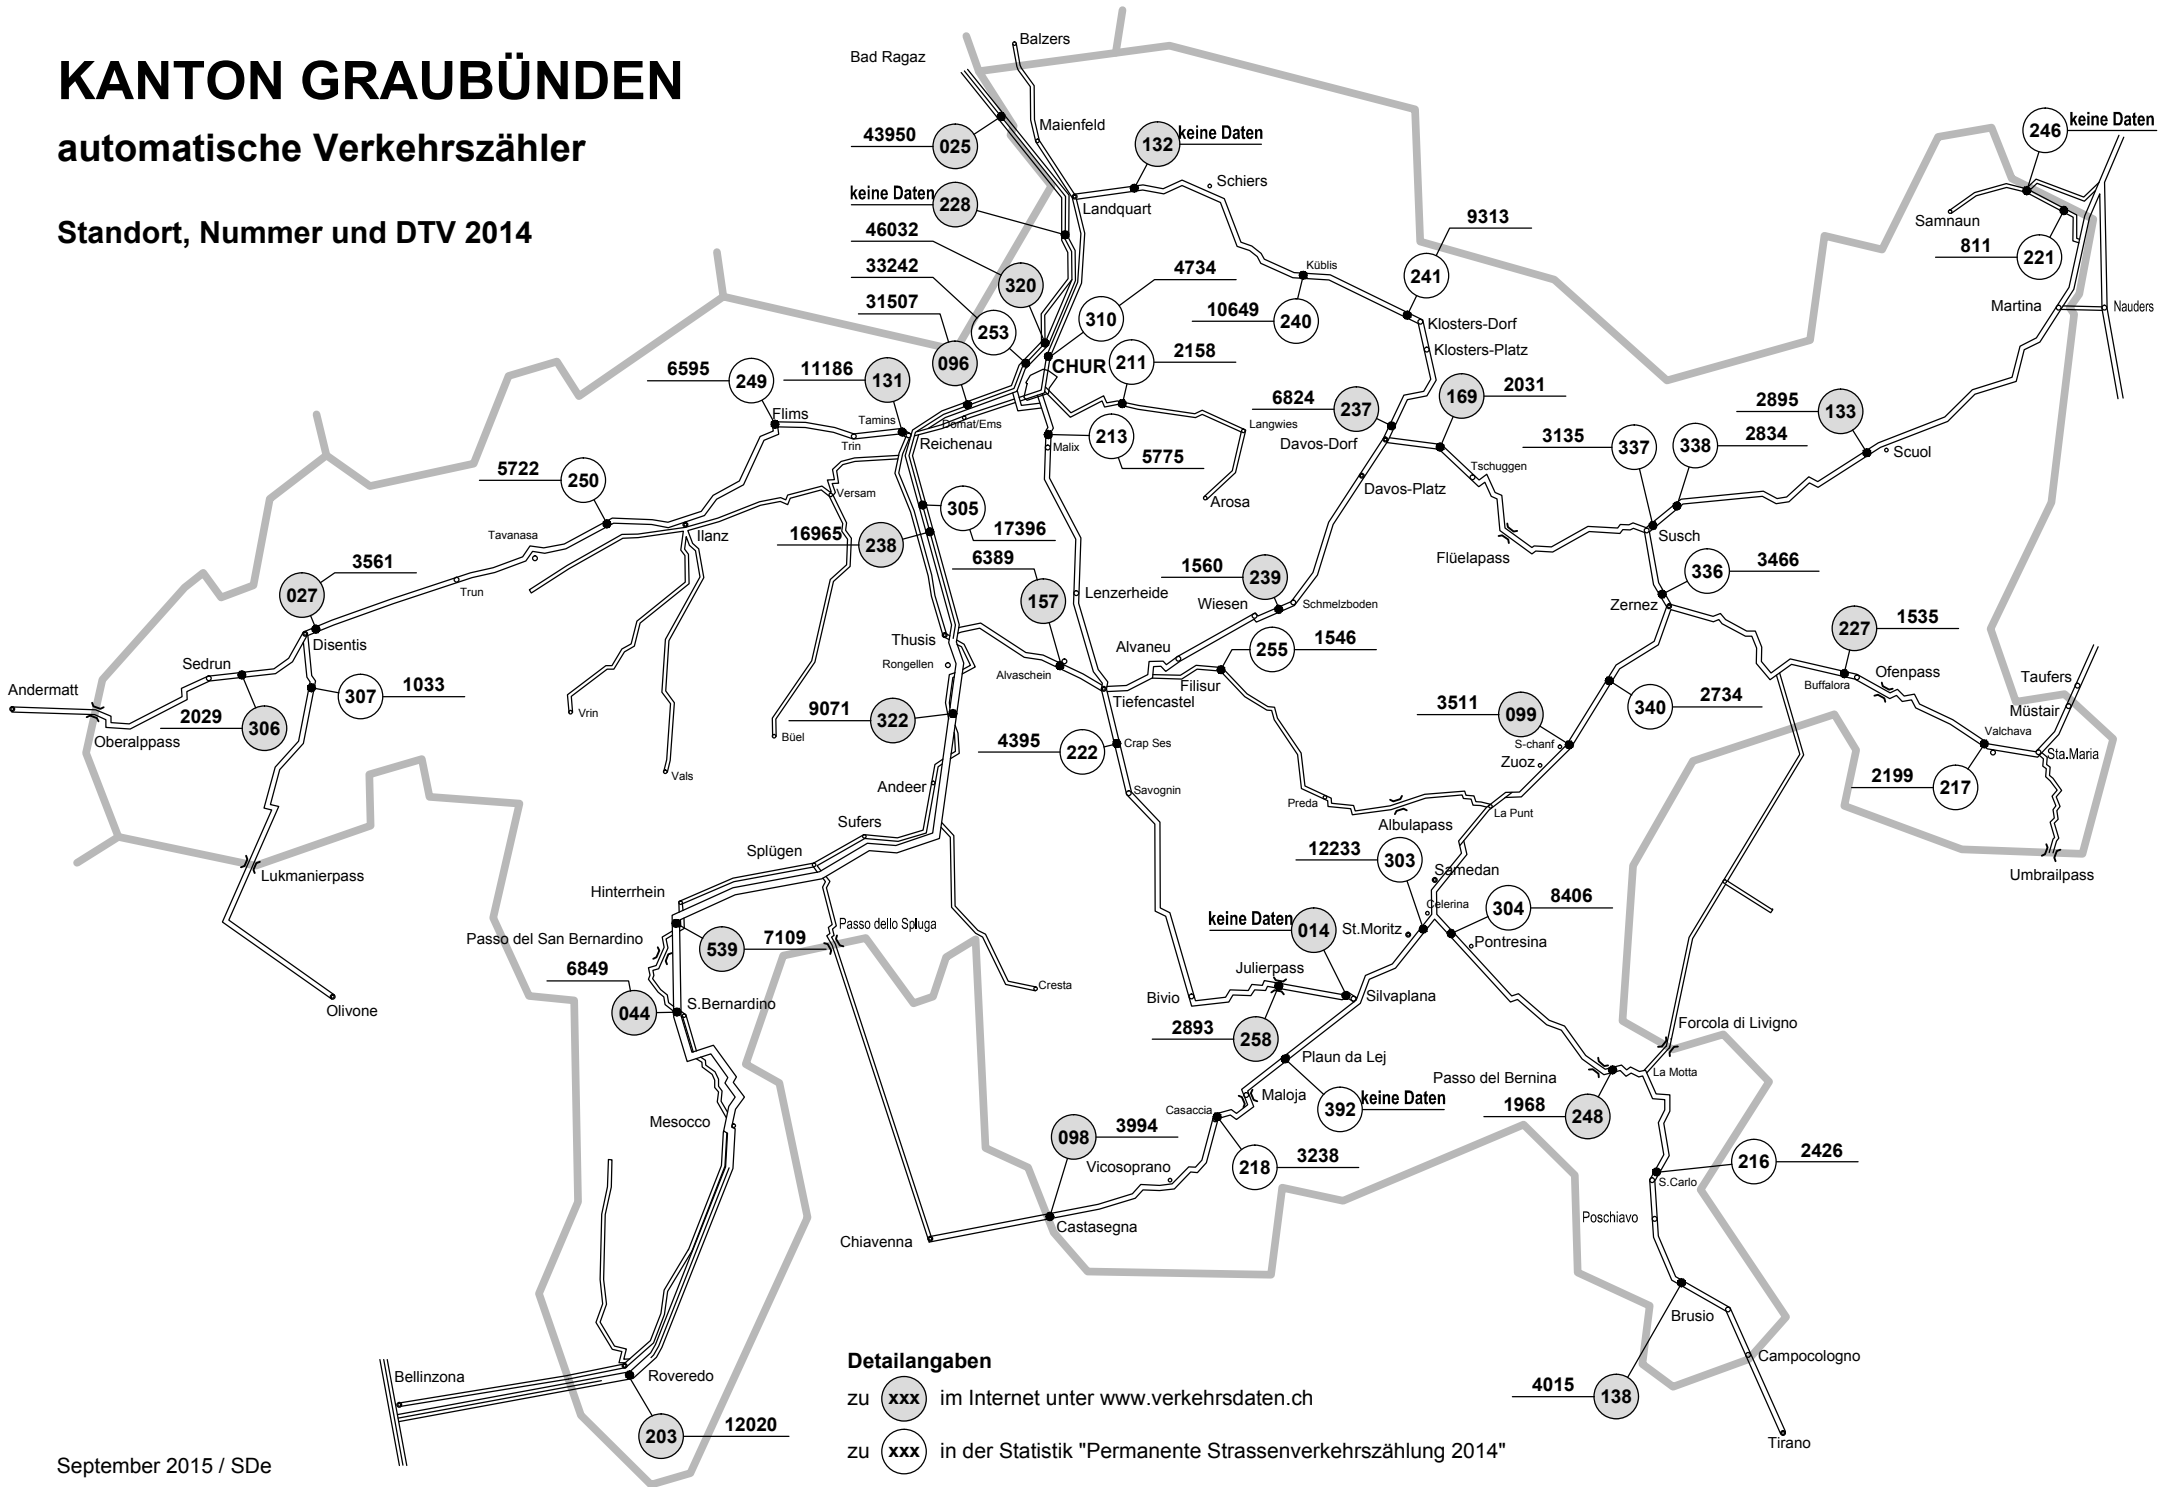 KANTON GRAUBÜNDEN
automatische Verkehrszähler
Standort, Nummer und DTV 2014
Bad Ragaz
Balzers
43950
025
Maienfeld
132
keine Daten
246
keine Daten
keine Daten
228
Landquart
Schiers
Samnaun
811
221
46032
320
9313
241
33242
253
4734
310
Küblis
10649
240
Martina
Nauders
31507
096
Klosters-Dorf
Klosters-Platz
CHUR
211
2158
6595
249
11186
131
Flims
Tamins
Trin
Domat/Ems
Reichenau
6824
237
169
2031
Langwies
Davos-Dorf
2895
133
Scuol
213
5775
Malix
3135
337
338
2834
5722
250
Tavanasa
Versam
Ilanz
305
17396
16965
238
Arosa
Davos-Platz
Tschuggen
Flüelapass
Susch
3561
027
Trun
6389
157
Lenzerheide
1560
239
Wiesen
Schmelzboden
336
3466
Zernez
Disentis
Sedrun
Andermatt
Oberalppass
2029
306
307
1033
Thusis
Rongellen
Alvaschein
Alvaneu
255
1546
Filisur
Tiefencastel
227
1535
Buffalora
Ofenpass
Taufers
Müstair
Valchava
Sta.Maria
Vrin
Büel
Vals
9071
322
4395
222
Crap Ses
Savognin
3511
099
340
2734
S-chanf
Zuoz
2199
217
Umbrailpass
Andeer
Sufers
Splügen
Preda
Albulapass
La Punt
Lukmanierpass
Hinterrhein
12233
303
Samedan
Celerina
304
8406
Pontresina
Passo del San Bernardino
539
7109
Passo dello Spluga
keine Daten
014
St.Moritz
Olivone
6849
044
S.Bernardino
Cresta
Bivio
Julierpass
Silvaplana
2893
258
Plaun da Lej
Forcola di Livigno
La Motta
Passo del Bernina
1968
248
Maloja
392
keine Daten
Casaccia
Mesocco
098
3994
Vicosoprano
218
3238
216
2426
S.Carlo
Poschiavo
Castasegna
Chiavenna
Brusio
Campocologno
4015
138
Tirano
Bellinzona
Roveredo
203
12020
Detailangaben
zu xxx im Internet unter www.verkehrsdaten.ch
zu xxx in der Statistik "Permanente Strassenverkehrszählung 2014"
September 2015 / SDe